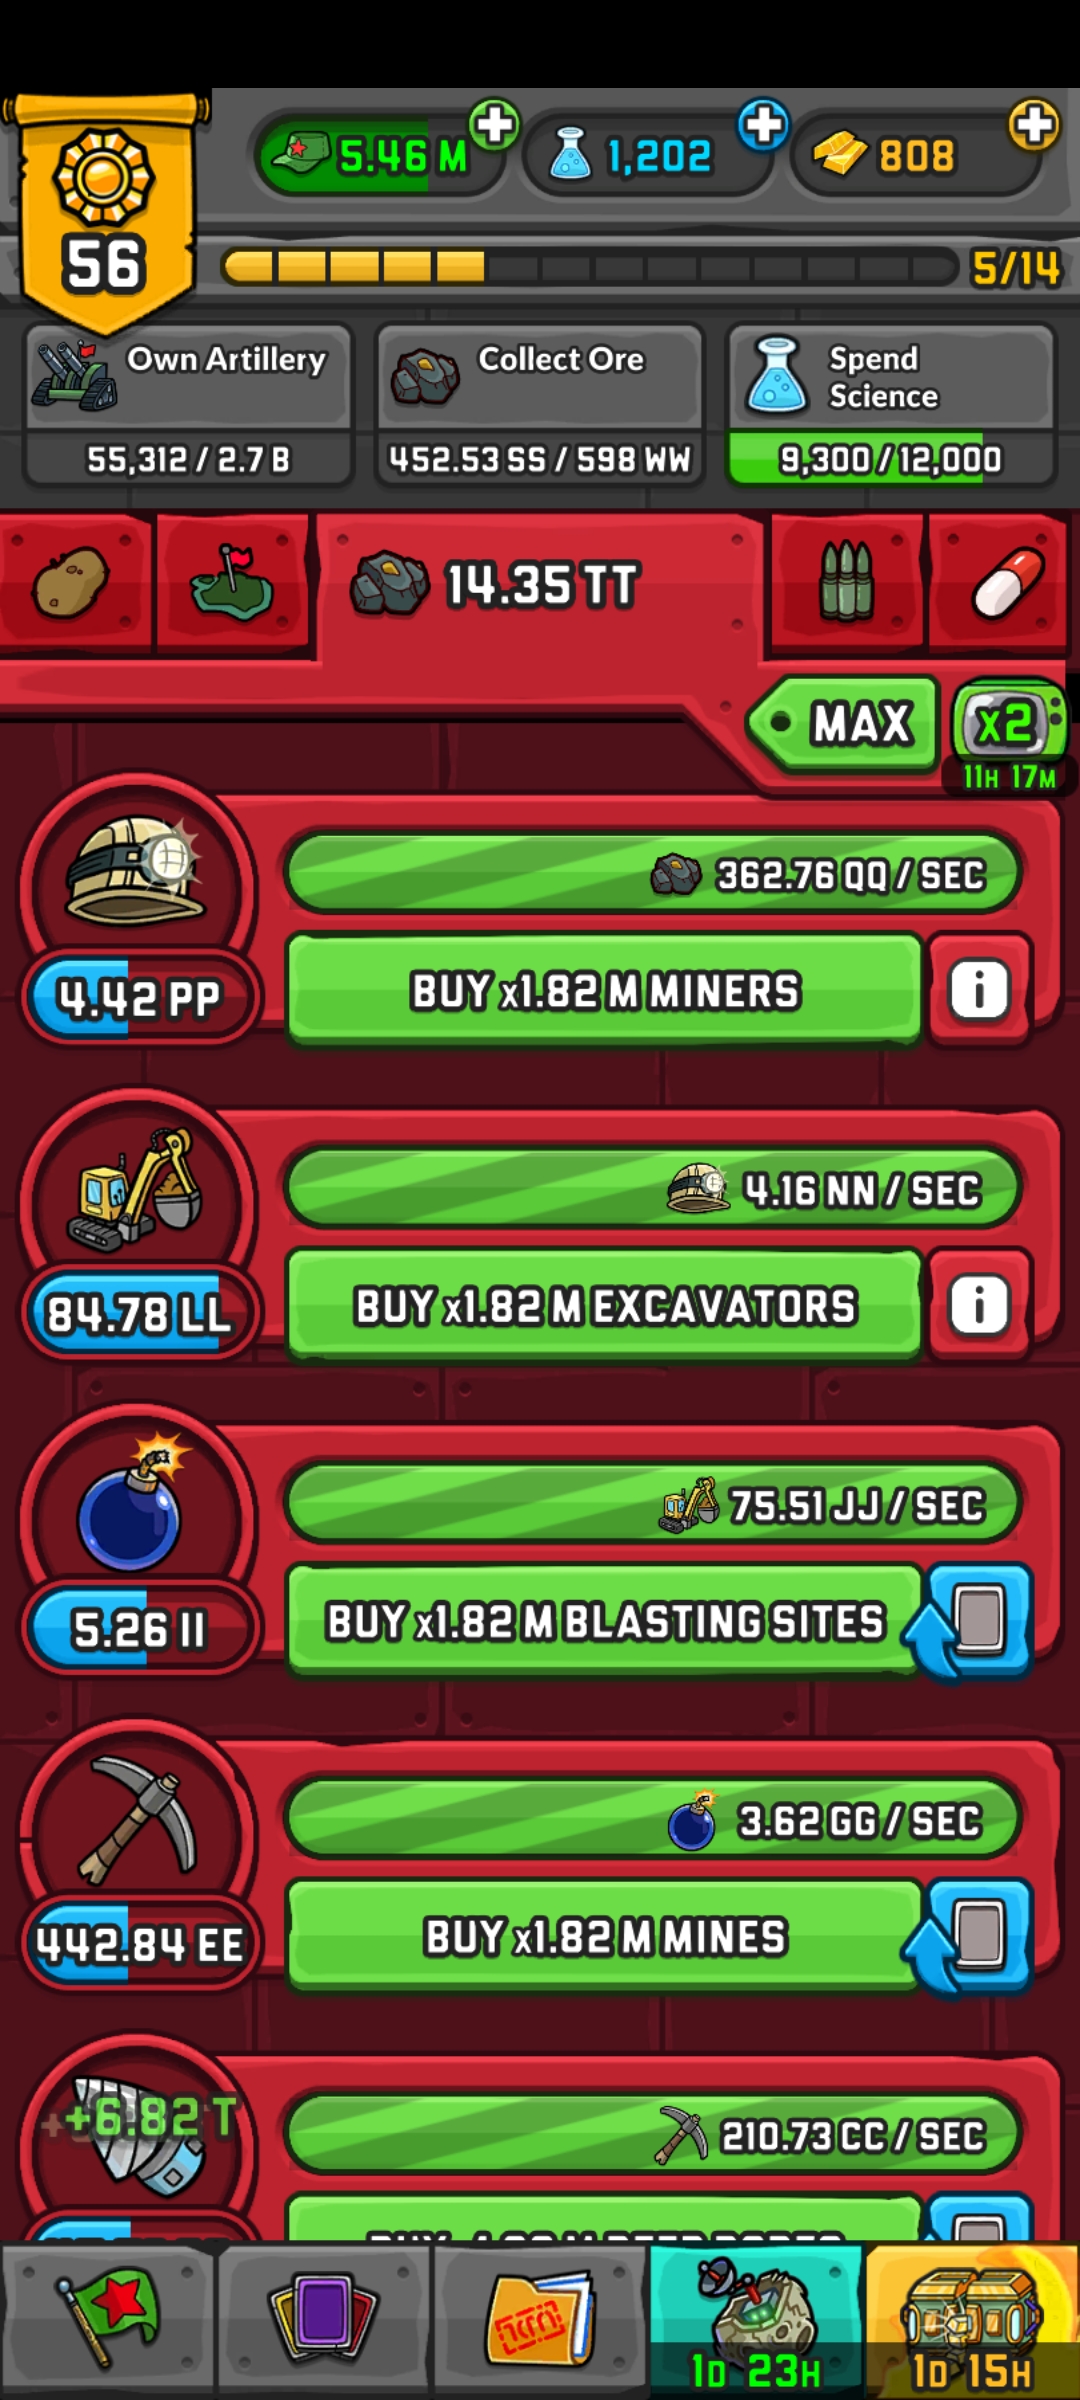 5.46 M
1,202
808
56
5/14
Own Artillery
55,312 / 2.7 B
Collect Ore
452.53 SS / 598 WW
Spend
Science
9,300 / 12,000
14.35 TT
MAX
x2
11H 17M
362.76 QQ / SEC
4.42 PP
BUY x1.82 M MINERS
i
4.16 NN / SEC
84.78 LL
BUY x1.82 M EXCAVATORS
i
75.51 JJ / SEC
5.26 II
BUY x1.82 M BLASTING SITES
3.62 GG / SEC
442.84 EE
BUY x1.82 M MINES
+6.82 T
210.73 CC / SEC
1D 23H
1D 15H